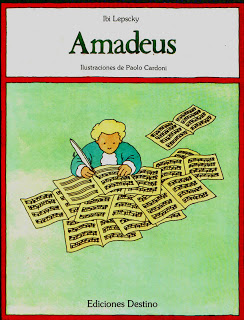 Ibi Lepscky
Amadeus
Ilustraciones de Paolo Cardoni
Ediciones Destino